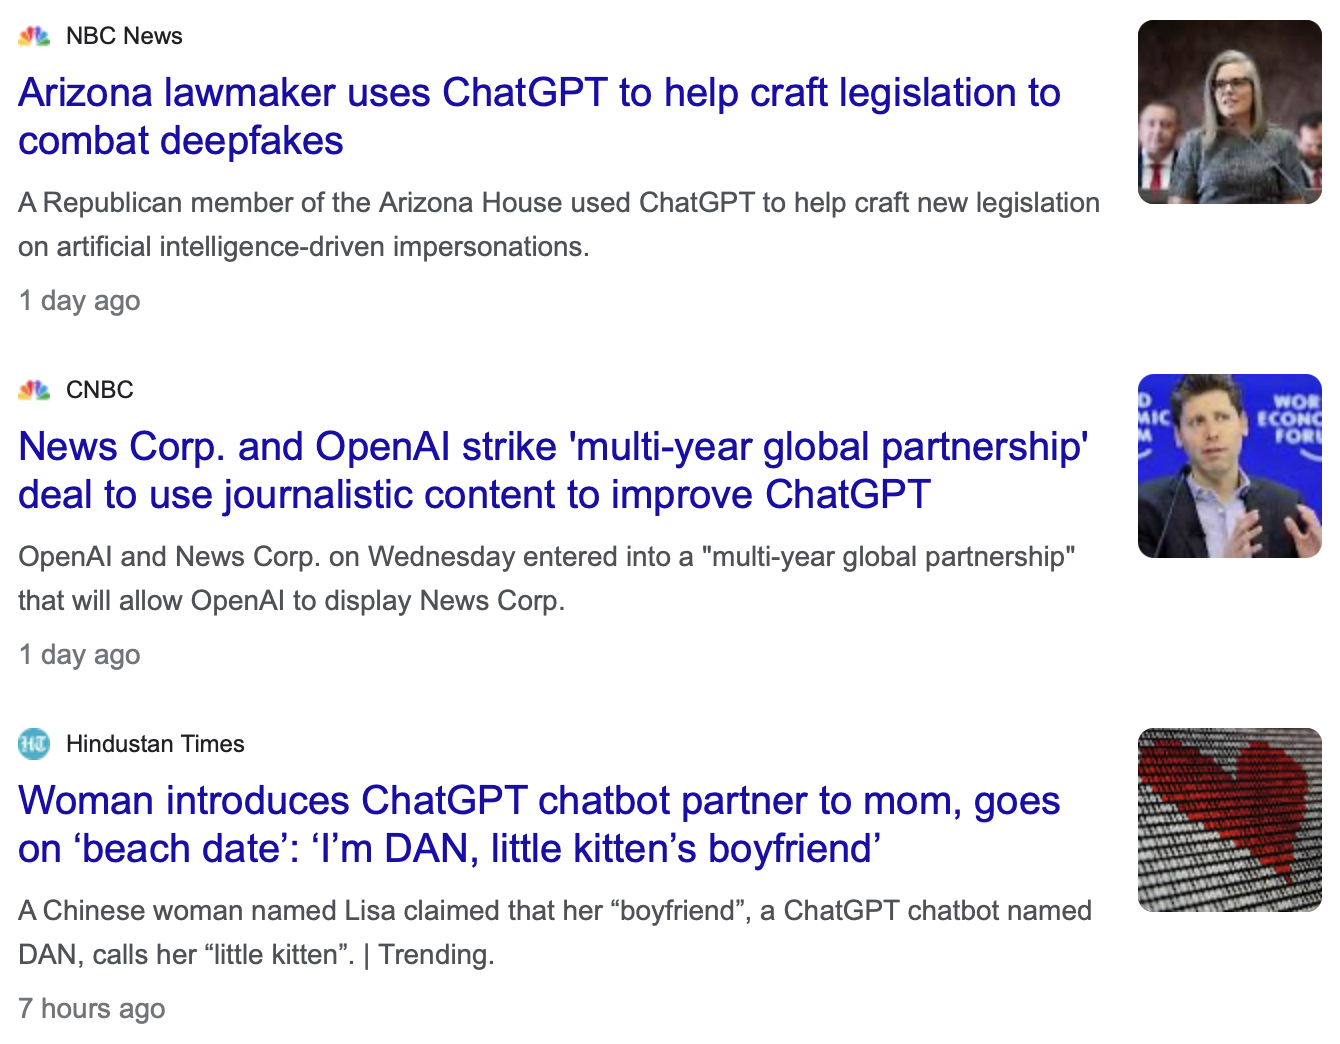 NBC News
Arizona lawmaker uses ChatGPT to help craft legislation to
combat deepfakes
A Republican member of the Arizona House used ChatGPT to help craft new legislation
on artificial intelligence-driven impersonations.
1 day ago
CNBC
News Corp. and OpenAI strike 'multi-year global partnership'
deal to use journalistic content to improve ChatGPT
OpenAI and News Corp. on Wednesday entered into a "multi-year global partnership"
that will allow OpenAI to display News Corp.
1 day ago
D
MIC
M
WOR
ECONO
FORU
HT
Hindustan Times
Woman introduces ChatGPT chatbot partner to mom, goes
on ‘beach date’: ‘I’m DAN, little kitten’s boyfriend’
A Chinese woman named Lisa claimed that her “boyfriend”, a ChatGPT chatbot named
DAN, calls her “little kitten”. | Trending.
7 hours ago